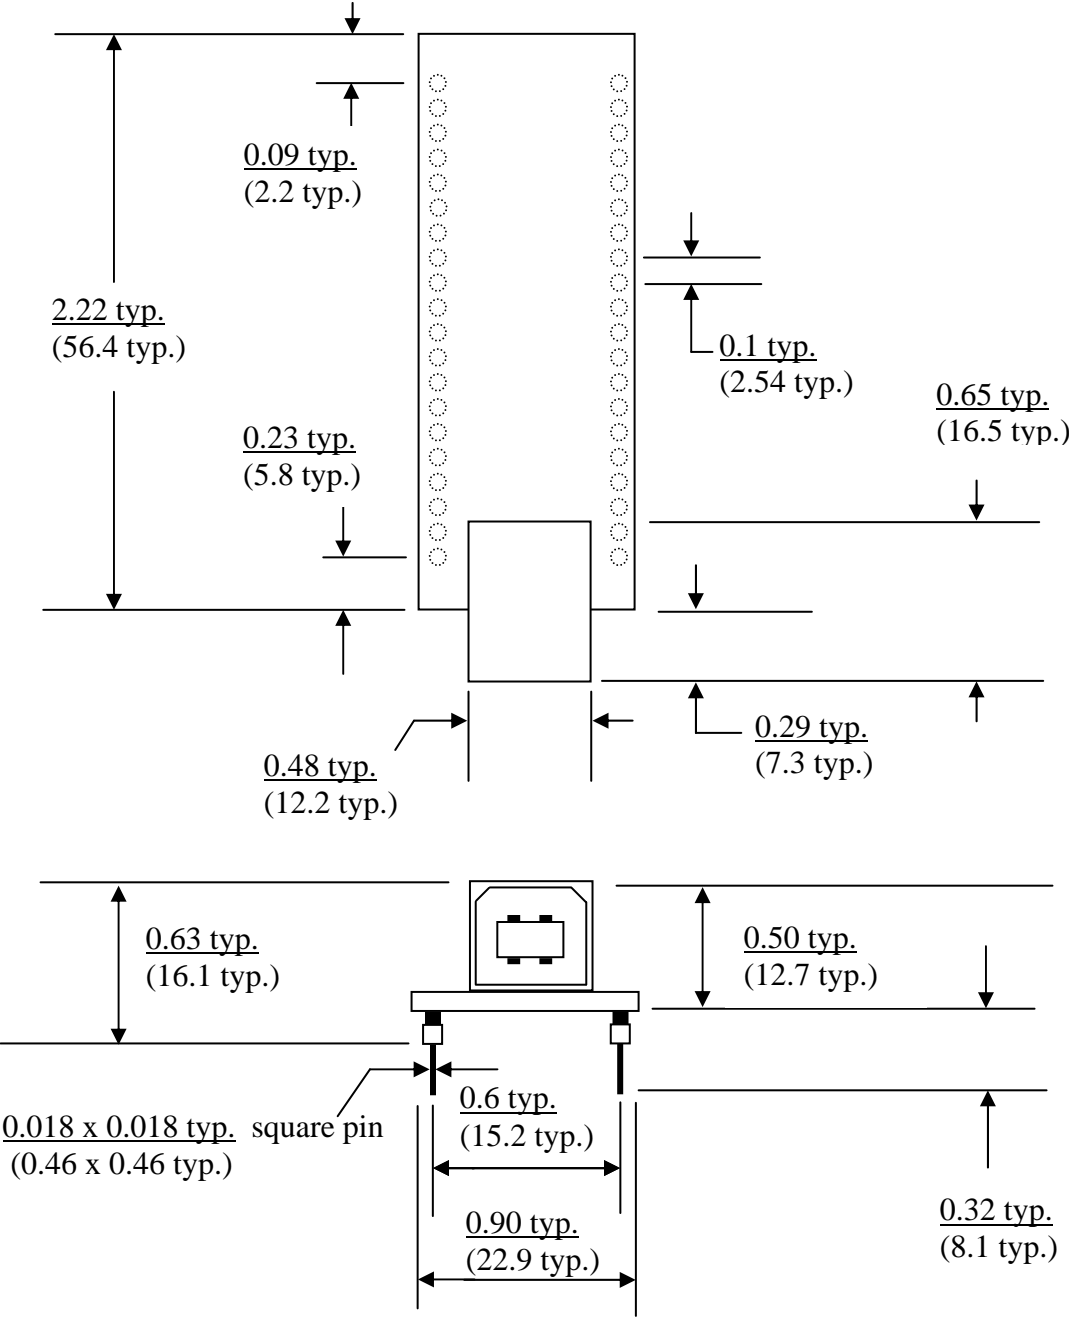 0.09 typ.
(2.2 typ.)
2.22 typ.
(56.4 typ.)
0.1 typ.
(2.54 typ.)
0.65 typ.
(16.5 typ.)
0.23 typ.
(5.8 typ.)
0.29 typ.
(7.3 typ.)
0.48 typ.
(12.2 typ.)
0.63 typ.
(16.1 typ.)
0.50 typ.
(12.7 typ.)
0.6 typ.
(15.2 typ.)
0.018 x 0.018 typ. square pin
(0.46 x 0.46 typ.)
0.90 typ.
(22.9 typ.)
0.32 typ.
(8.1 typ.)